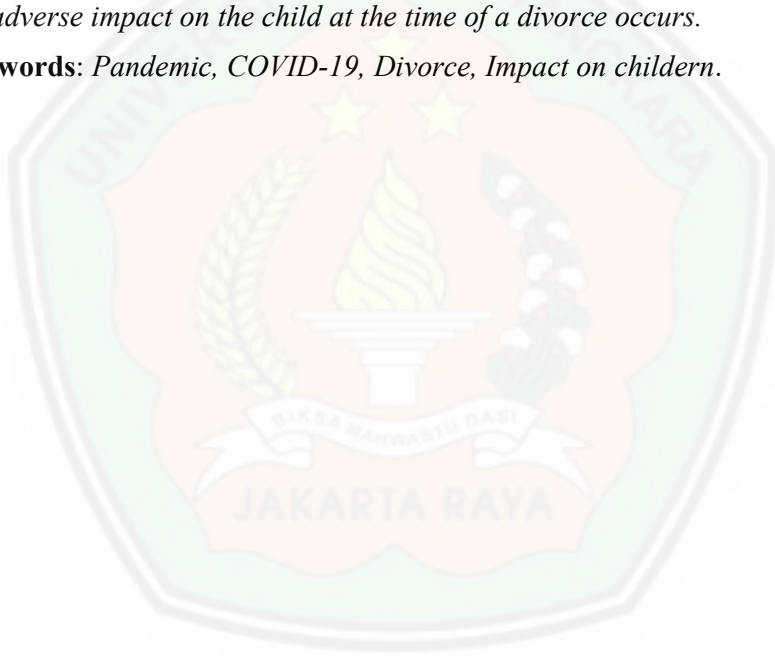 adverse impact on the child at the time of a divorce occurs.
words: Pandemic, COVID-19, Divorce, Impact on childern.
BIKSA MAHWASTU DASI
JAKARTA RAYA